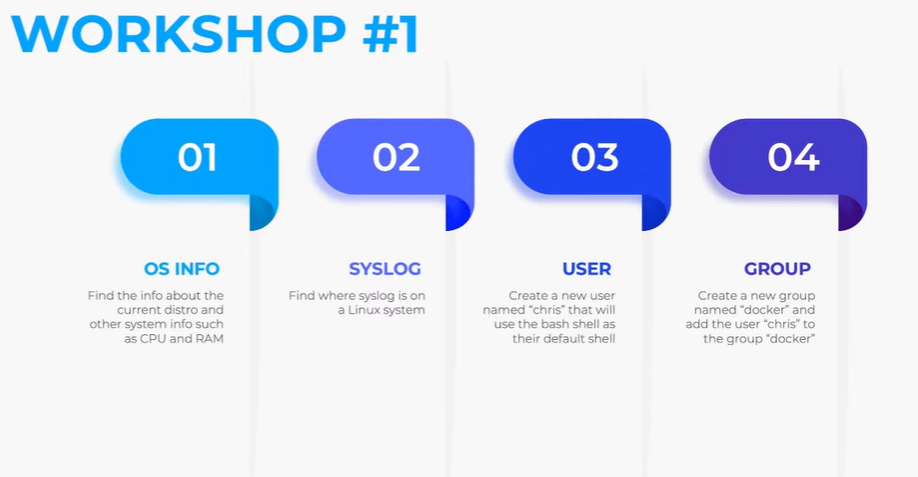 WORKSHOP #1
01
OS INFO
Find the info about the
current distro and
other system info such
as CPU and RAM
02
SYSLOG
Find where syslog is on
a Linux system
03
USER
Create a new user
named “chris” that will
use the bash shell as
their default shell
04
GROUP
Create a new group
named “docker” and
add the user “chris” to
the group “docker”